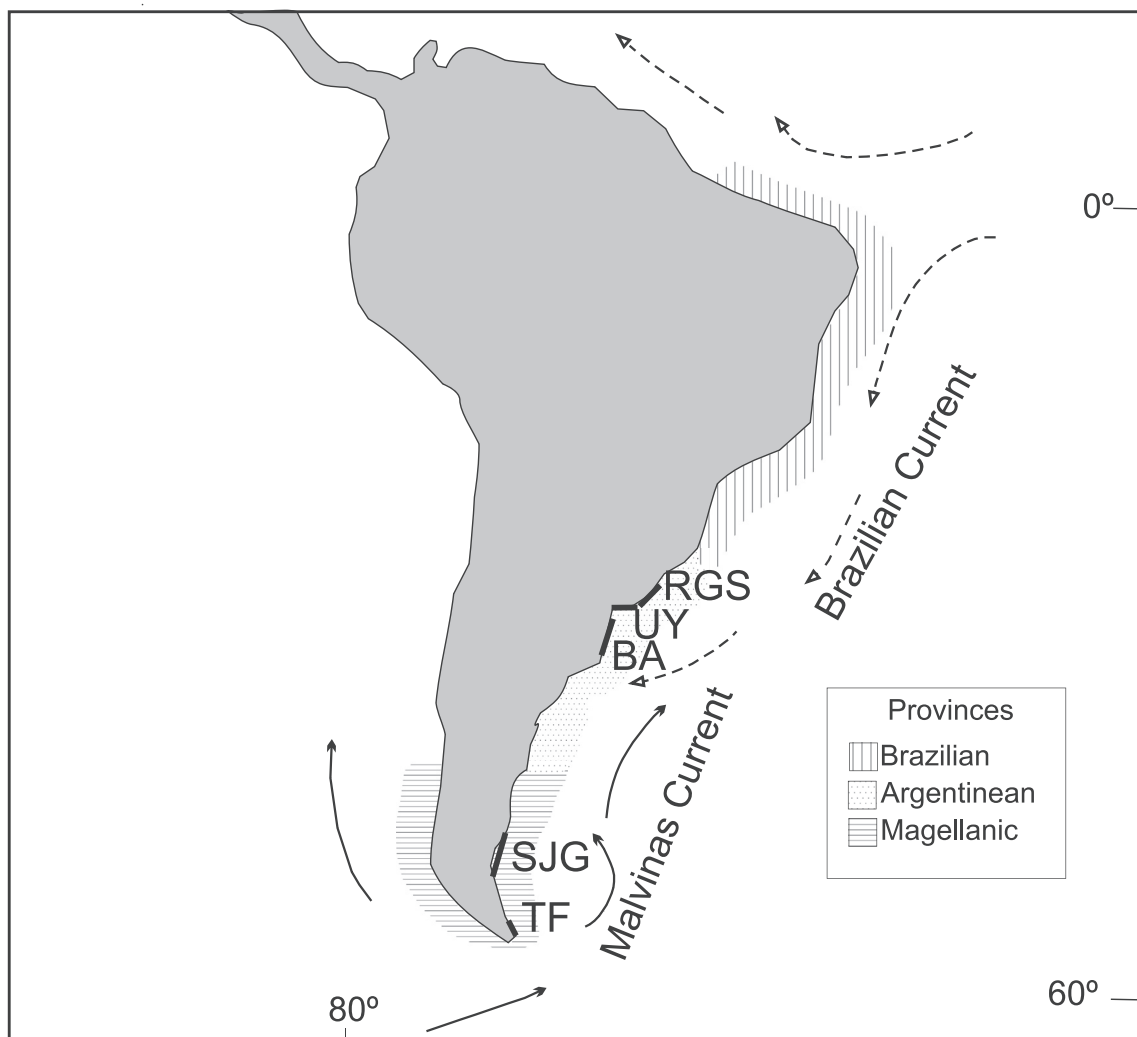 0º
Brazilian Current
RGS
UY
BA
Malvinas Current
Provinces
Brazilian
Argentinean
Magellanic
SJG
TF
80º
60º